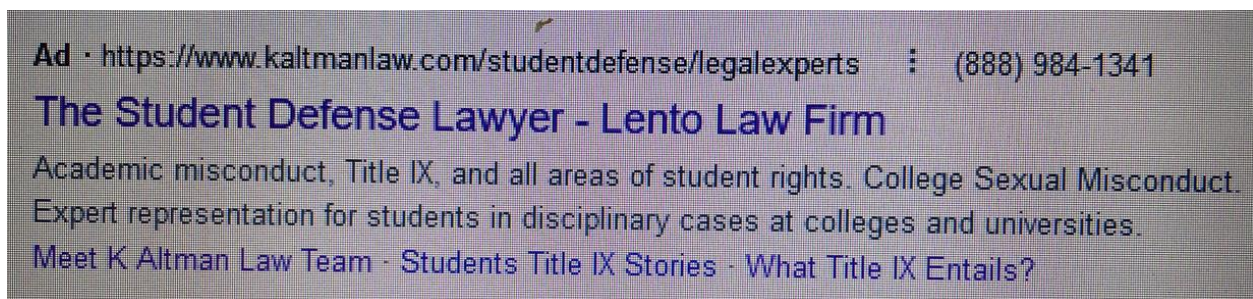 Ad · https://www.kaltmanlaw.com/studentdefense/legalexperts ⋮ (888) 984-1341
The Student Defense Lawyer - Lento Law Firm
Academic misconduct, Title IX, and all areas of student rights. College Sexual Misconduct.
Expert representation for students in disciplinary cases at colleges and universities.
Meet K Altman Law Team · Students Title IX Stories · What Title IX Entails?